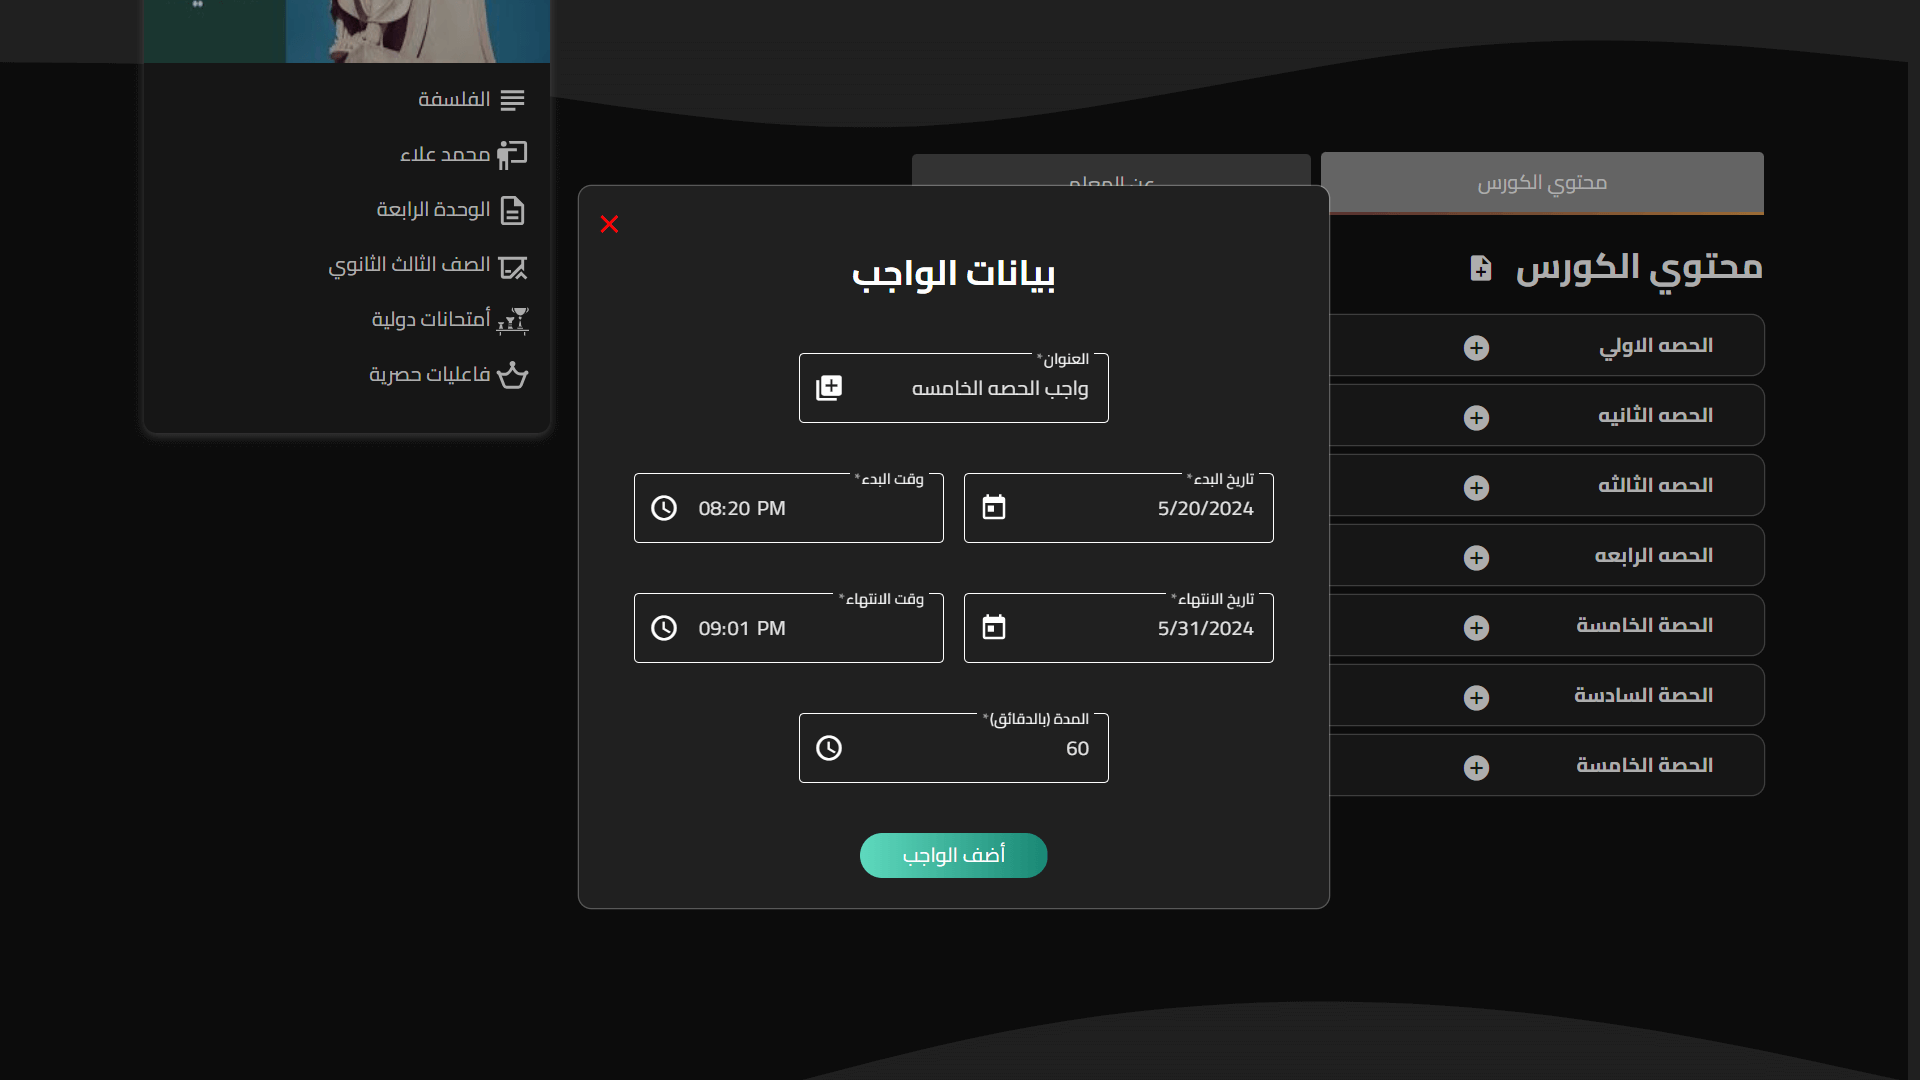 محتوي الكورس
محتوي الكورس
الحصه الاولي
الحصه الثانيه
الحصه الثالثه
الحصه الرابعه
الحصة الخامسة
الحصة السادسة
الحصة الخامسة
بيانات الواجب
العنوان*
واجب الحصه الخامسه
تاريخ البدء*
5/20/2024
وقت البدء*
08:20 PM
تاريخ الانتهاء*
5/31/2024
وقت الانتهاء*
09:01 PM
المدة (بالدقائق)*
60
أضف الواجب
الفلسفة
محمد علاء
الوحدة الرابعة
الصف الثالث الثانوي
أمتحانات دولية
فاعليات حصرية